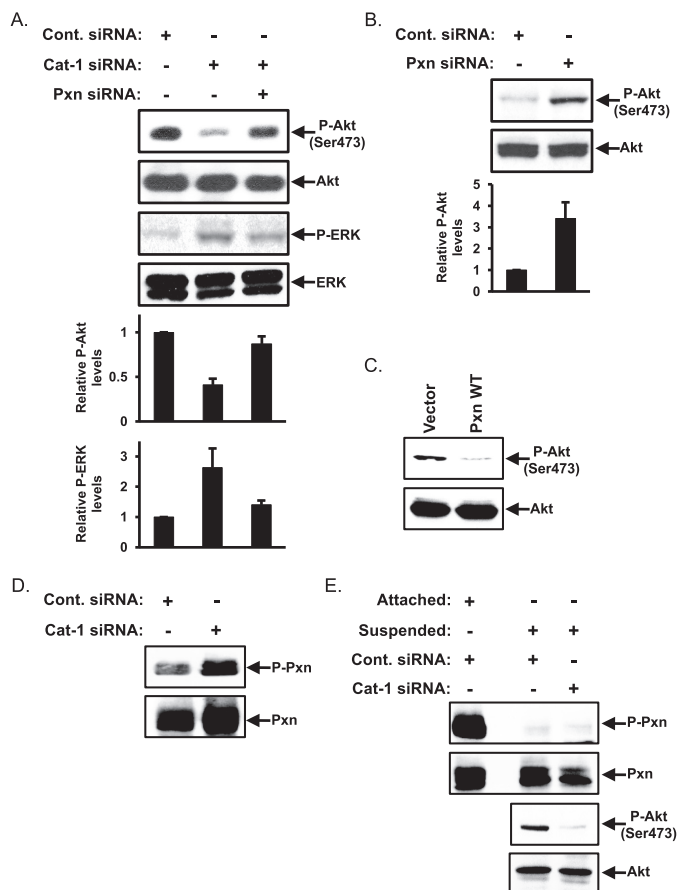 A.
Cont. siRNA: + - -
Cat-1 siRNA: - + +
Pxn siRNA: - - +
P-Akt
(Ser473)
Akt
P-ERK
ERK
Relative P-Akt
levels
1
0.5
0
Relative P-ERK
levels
3
2
1
0
B.
Cont. siRNA: + -
Pxn siRNA: - +
P-Akt
(Ser473)
Akt
Relative P-Akt
levels
5
4
3
2
1
0
C.
Vector
Pxn WT
P-Akt
(Ser473)
Akt
D.
Cont. siRNA: + -
Cat-1 siRNA: - +
P-Pxn
Pxn
E.
Attached: + - -
Suspended: - + +
Cont. siRNA: + + -
Cat-1 siRNA: - - +
P-Pxn
Pxn
P-Akt
(Ser473)
Akt